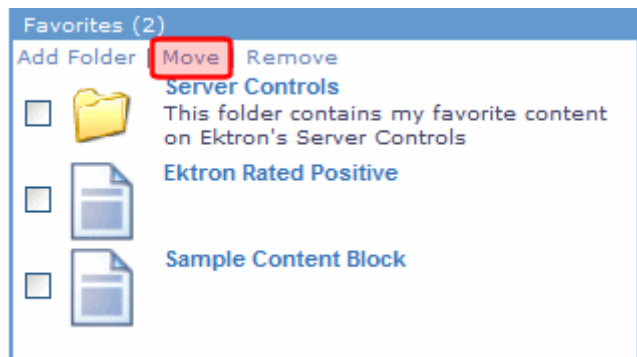 Favorites (2)
Add Folder | Move | Remove
Server Controls
This folder contains my favorite content
on Ektron's Server Controls
Ektron Rated Positive
Sample Content Block